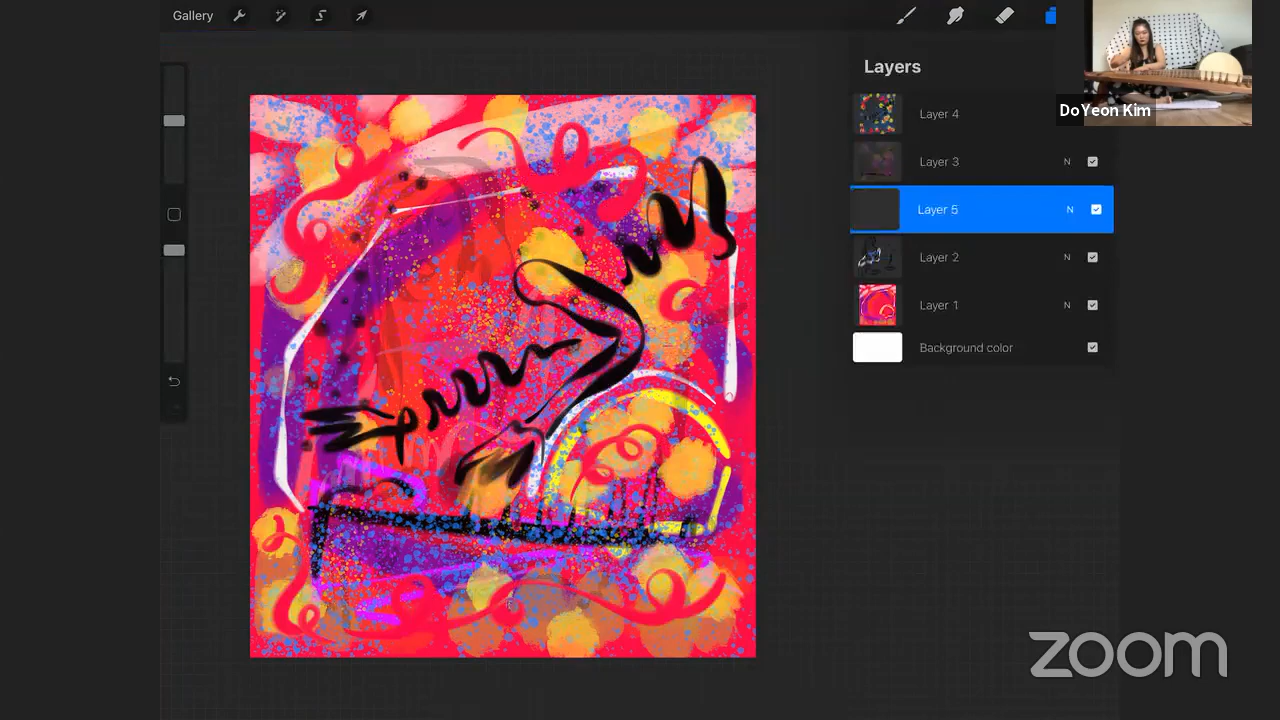 Gallery
Layers
Layer 4
DoYeon Kim
Layer 3 N
Layer 5 N
Layer 2 N
Layer 1 N
Background color
zoom